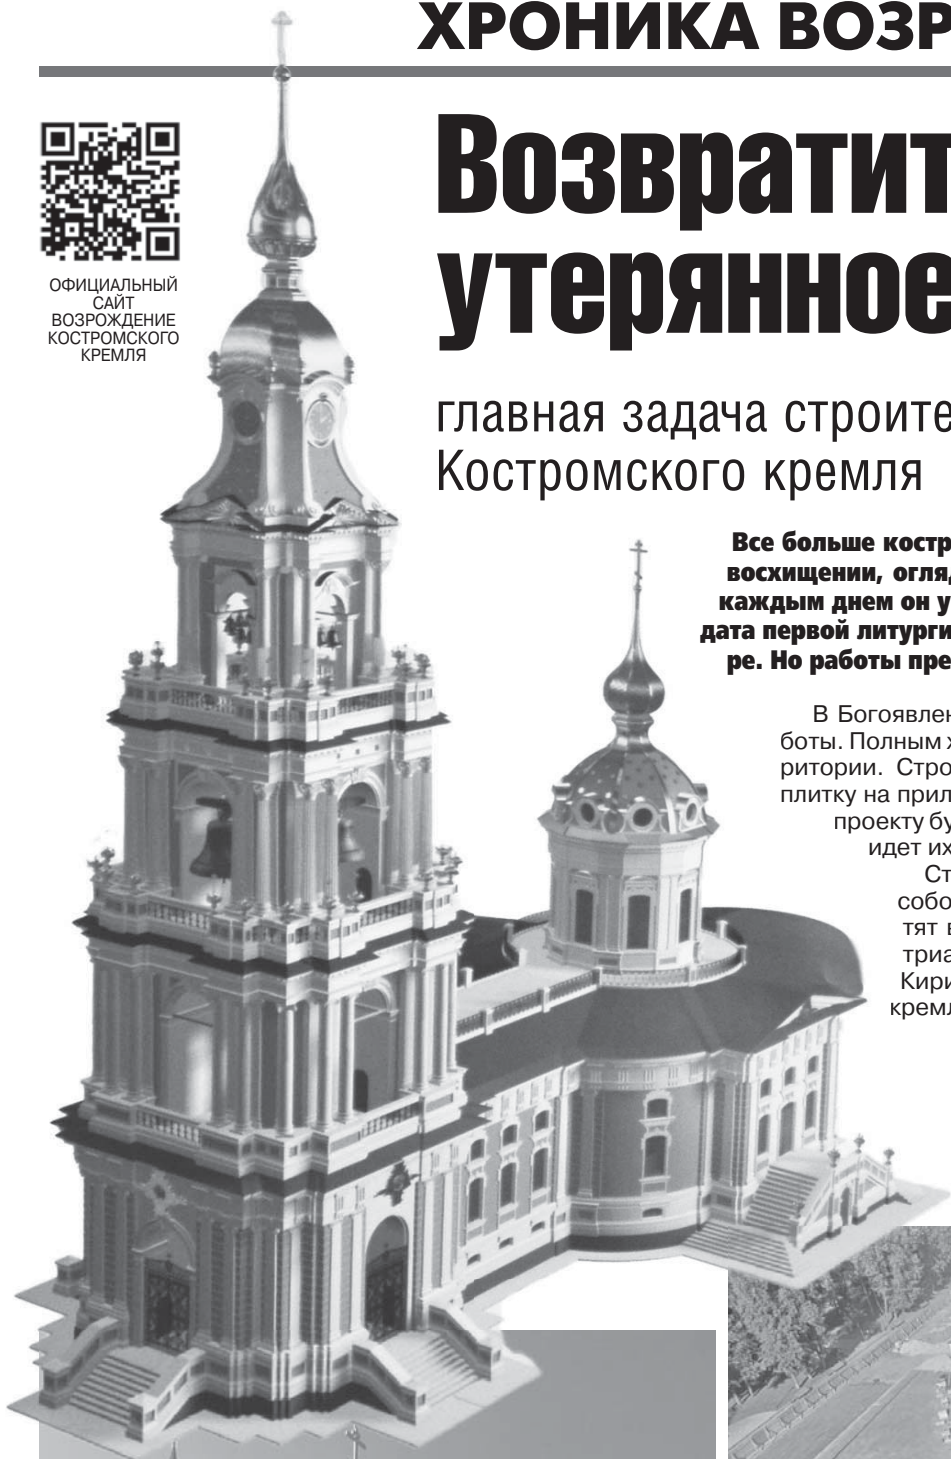 ХРОНИКА ВОЗР
Возвратит
утерянное
главная задача строите
Костромского кремля
ОФИЦИАЛЬНЫЙ
САЙТ
ВОЗРОЖДЕНИЕ
КОСТРОМСКОГО
КРЕМЛЯ
Все больше костр
восхищении, огля
каждым днем он у
дата первой литурги
ре. Но работы пре
В Богоявлен
боты. Полным
ритории. Стро
плитку на прил
проекту бу
идет их
Ст
собо
тят в
триа
Кири
кремл